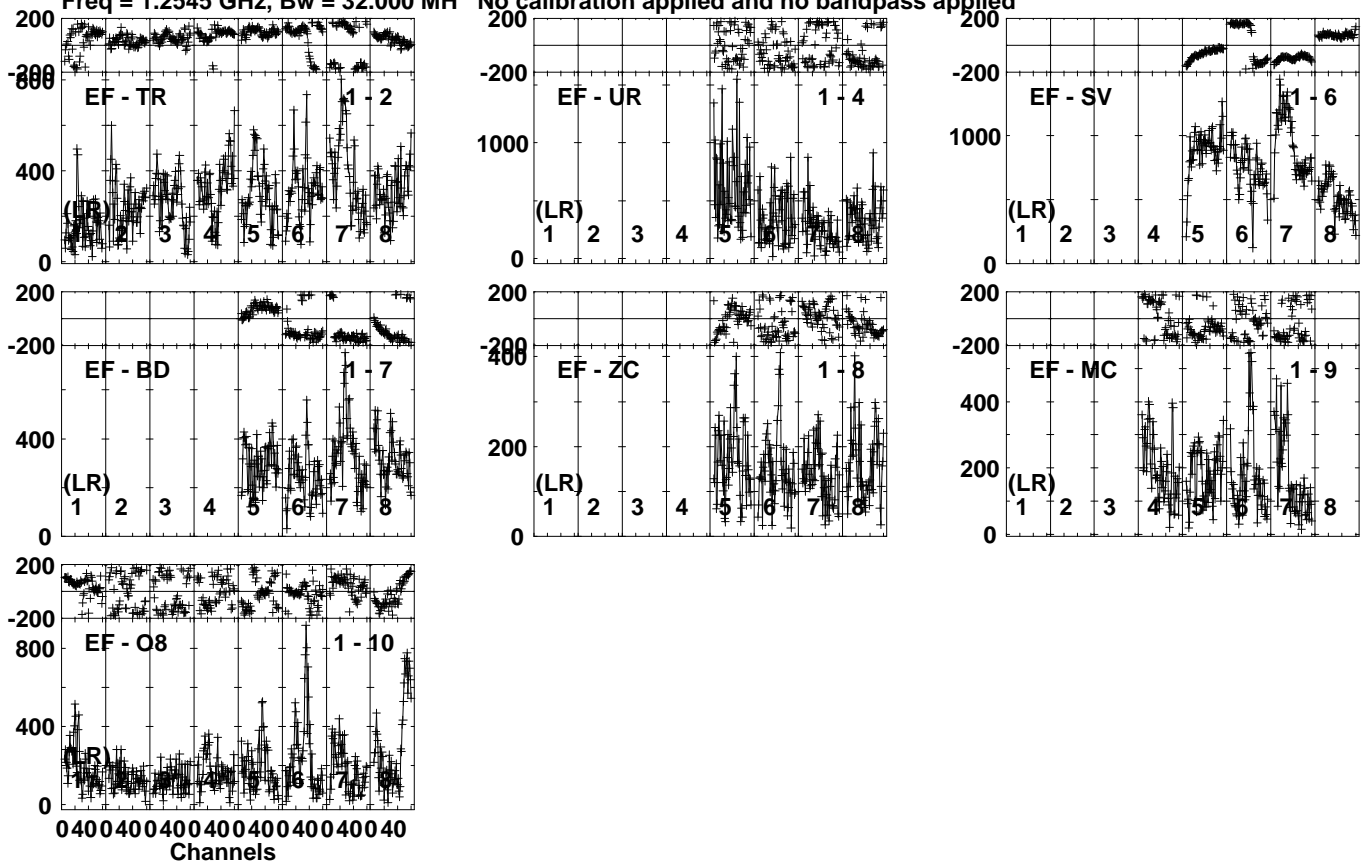 Freq = 1.2545 GHz, Bw = 32.000 MH No calibration applied and no bandpass applied
200
-200
800
400
0
EF - TR
1 - 2
(LR)
1 2 3 4 5 6 7 8
200
-200
1000
0
EF - UR
1 - 4
(LR)
1 2 3 4 5 6 7 8
200
-200
1000
0
EF - SV
1 - 6
(LR)
1 2 3 4 5 6 7 8
200
-200
400
0
EF - BD
1 - 7
(LR)
1 2 3 4 5 6 7 8
200
-200
400
200
0
EF - ZC
1 - 8
(LR)
1 2 3 4 5 6 7 8
200
-200
400
200
0
EF - MC
1 - 9
(LR)
1 2 3 4 5 6 7 8
200
-200
800
400
0
EF - O8
1 - 10
(LR)
1 2 3 4 5 6 7 8
0 40 0 40 0 40 0 40 0 40 0 40 0 40 0 40
Channels